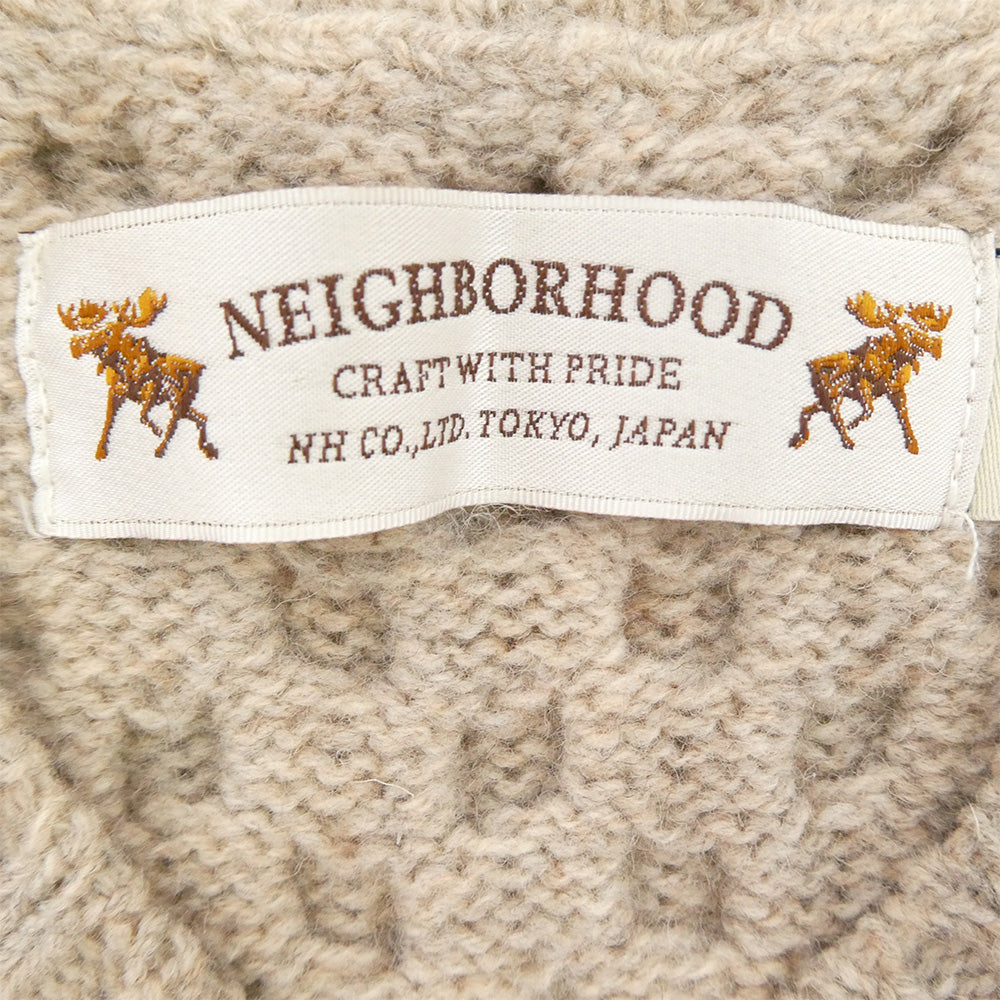 NEIGHBORHOOD
CRAFT WITH PRIDE
NH CO.,LTD. TOKYO, JAPAN